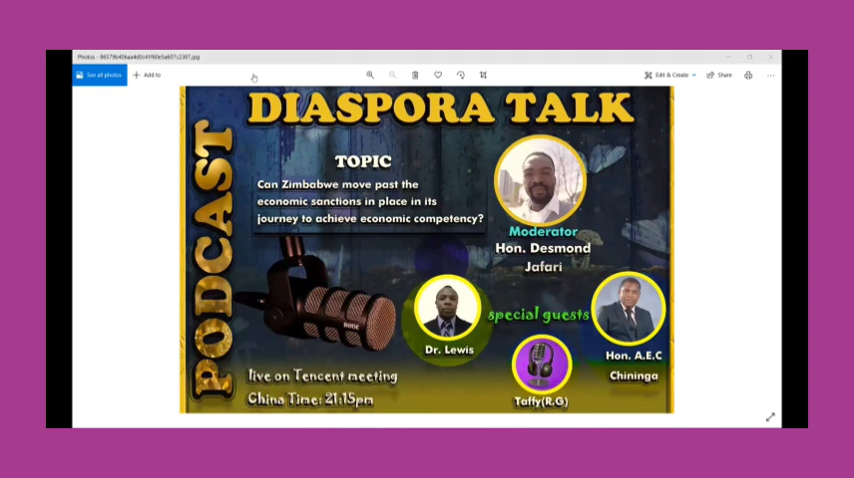 Photos - 06579b406aa4d0c4f9f60e5a607c2307.jpg
See all photos
Add to
Edit & Create
Share
DIASPORA TALK
PODCAST
TOPIC
Can Zimbabwe move past the
economic sanctions in place in its
journey to achieve economic competency?
Moderator
Hon. Desmond
Jafari
RODE
special guests
Dr. Lewis
Hon. A.E.C
Chininga
Taffy(R.G)
live on Tencent meeting
China Time: 21:15pm